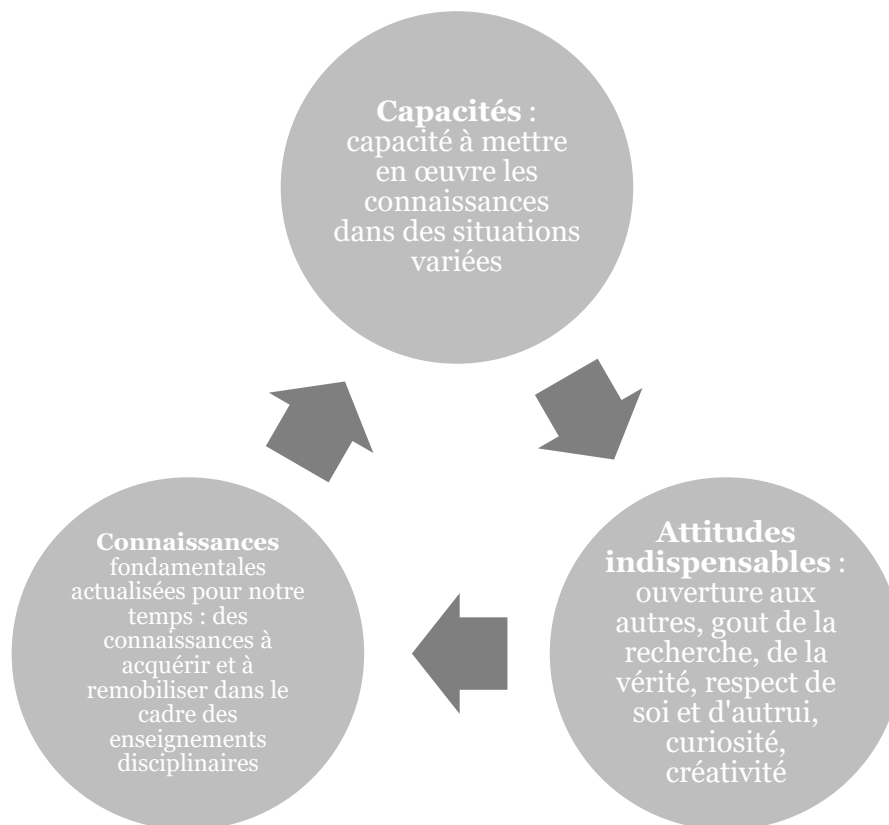 Capacités :
capacité à mettre
en œuvre les
connaissances
dans des situations
variées
Connaissances
fondamentales
actualisées pour notre
temps : des
connaissances à
acquérir et à
remobiliser dans le
cadre des
enseignements
disciplinaires
Attitudes
indispensables :
ouverture aux
autres, gout de la
recherche, de la
vérité, respect de
soi et d'autrui,
curiosité,
créativité